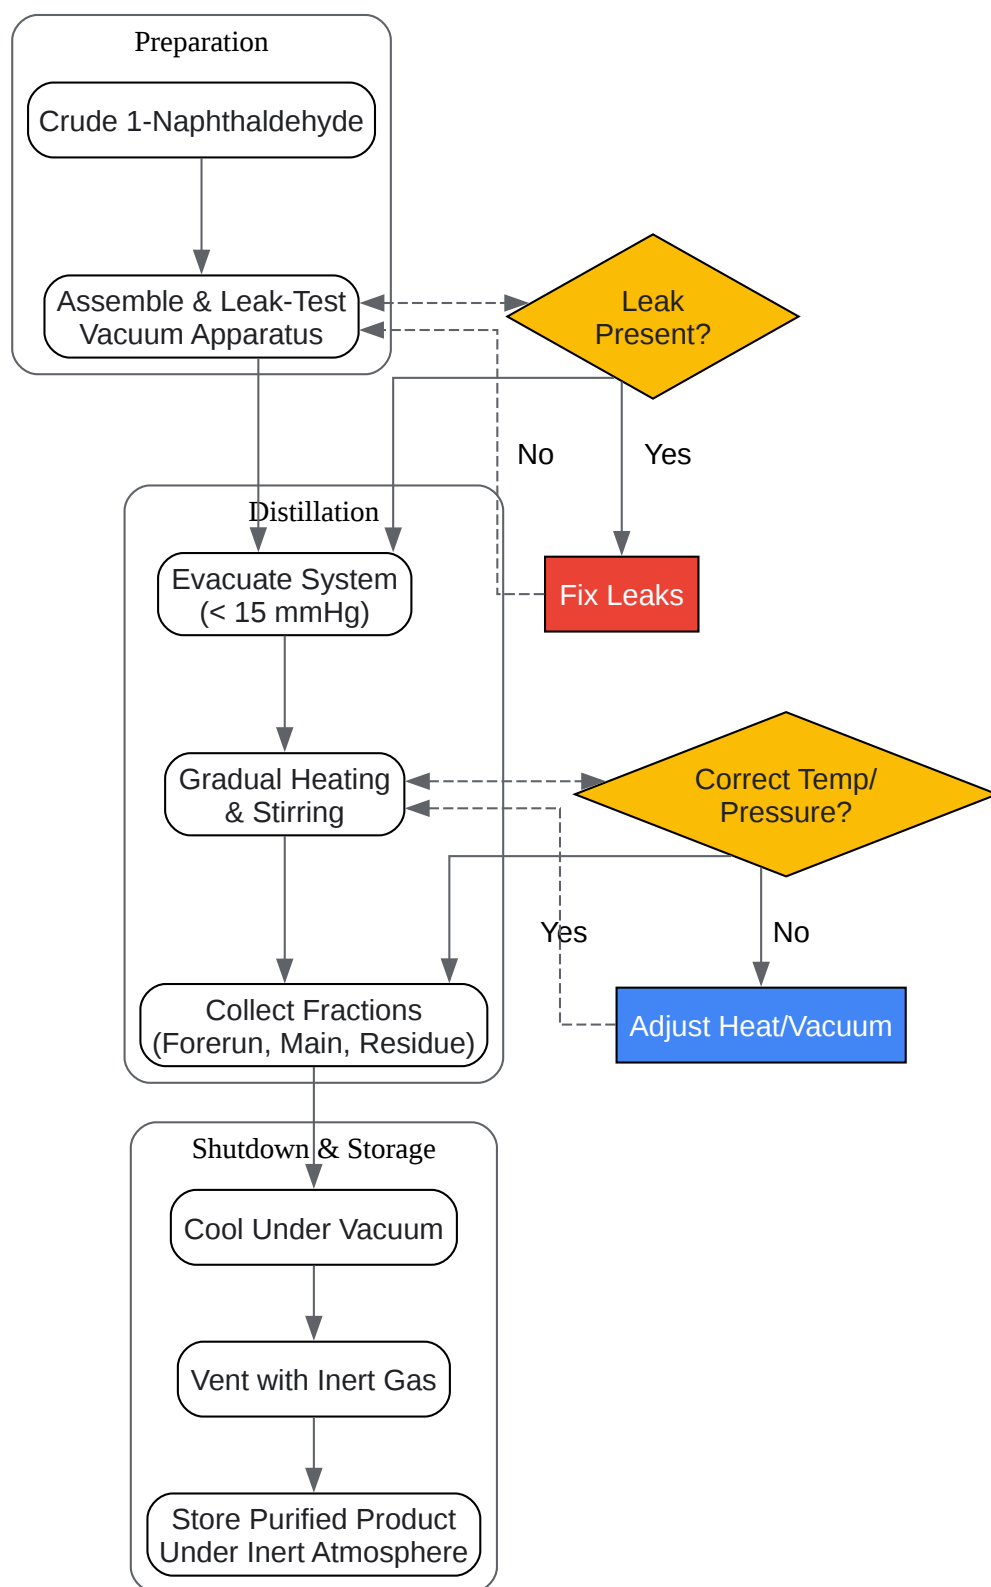 Preparation
Crude 1-Naphthaldehyde
Assemble & Leak-Test
Vacuum Apparatus
Leak
Present?
No
Yes
Distillation
Evacuate System
(< 15 mmHg)
Fix Leaks
Gradual Heating
& Stirring
Correct Temp/
Pressure?
Yes
No
Collect Fractions
(Forerun, Main, Residue)
Adjust Heat/Vacuum
Shutdown & Storage
Cool Under Vacuum
Vent with Inert Gas
Store Purified Product
Under Inert Atmosphere